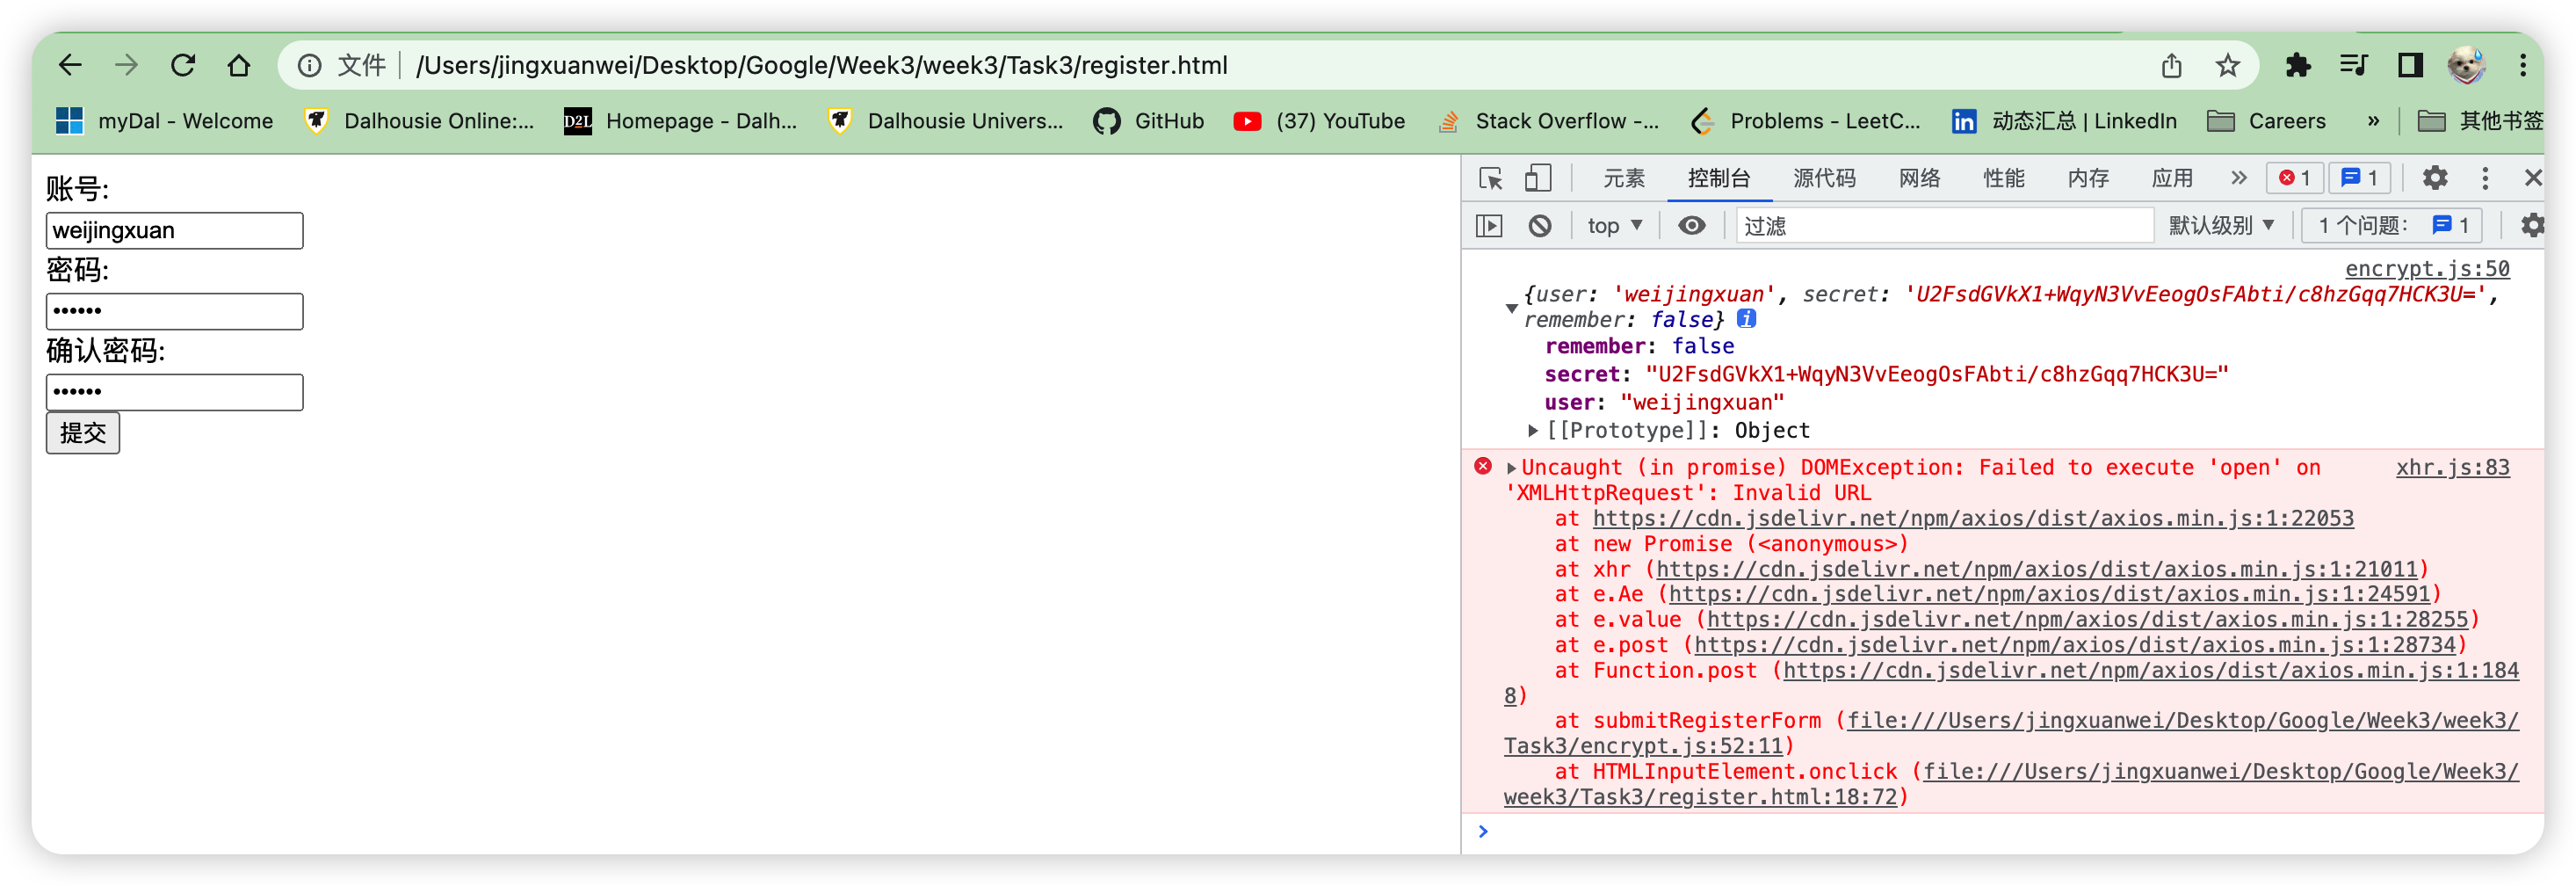 文件 /Users/jingxuanwei/Desktop/Google/Week3/week3/Task3/register.html
myDal - Welcome Dalhousie Online:... D2L Homepage - Dalh... Dalhousie Univers... GitHub (37) YouTube Stack Overflow -... Problems - LeetC... 动态汇总 | LinkedIn Careers » 其他书签
账号:
weijingxuan
密码:
••••••
确认密码:
••••••
提交
元素 控制台 源代码 网络 性能 内存 应用 » 1 1
top ▼ 过滤 默认级别 ▼ 1 个问题: 1
encrypt.js:50
{user: 'weijingxuan', secret: 'U2FsdGVkX1+WqyN3VvEeogOsFAbti/c8hzGqq7HCK3U=',
remember: false} i
remember: false
secret: "U2FsdGVkX1+WqyN3VvEeogOsFAbti/c8hzGqq7HCK3U="
user: "weijingxuan"
[[Prototype]]: Object
Uncaught (in promise) DOMException: Failed to execute 'open' on xhr.js:83
'XMLHttpRequest': Invalid URL
at https://cdn.jsdelivr.net/npm/axios/dist/axios.min.js:1:22053
at new Promise (<anonymous>)
at xhr (https://cdn.jsdelivr.net/npm/axios/dist/axios.min.js:1:21011)
at e.Ae (https://cdn.jsdelivr.net/npm/axios/dist/axios.min.js:1:24591)
at e.value (https://cdn.jsdelivr.net/npm/axios/dist/axios.min.js:1:28255)
at e.post (https://cdn.jsdelivr.net/npm/axios/dist/axios.min.js:1:28734)
at Function.post (https://cdn.jsdelivr.net/npm/axios/dist/axios.min.js:1:184
8)
at submitRegisterForm (file:///Users/jingxuanwei/Desktop/Google/Week3/week3/
Task3/encrypt.js:52:11)
at HTMLInputElement.onclick (file:///Users/jingxuanwei/Desktop/Google/Week3/
week3/Task3/register.html:18:72)